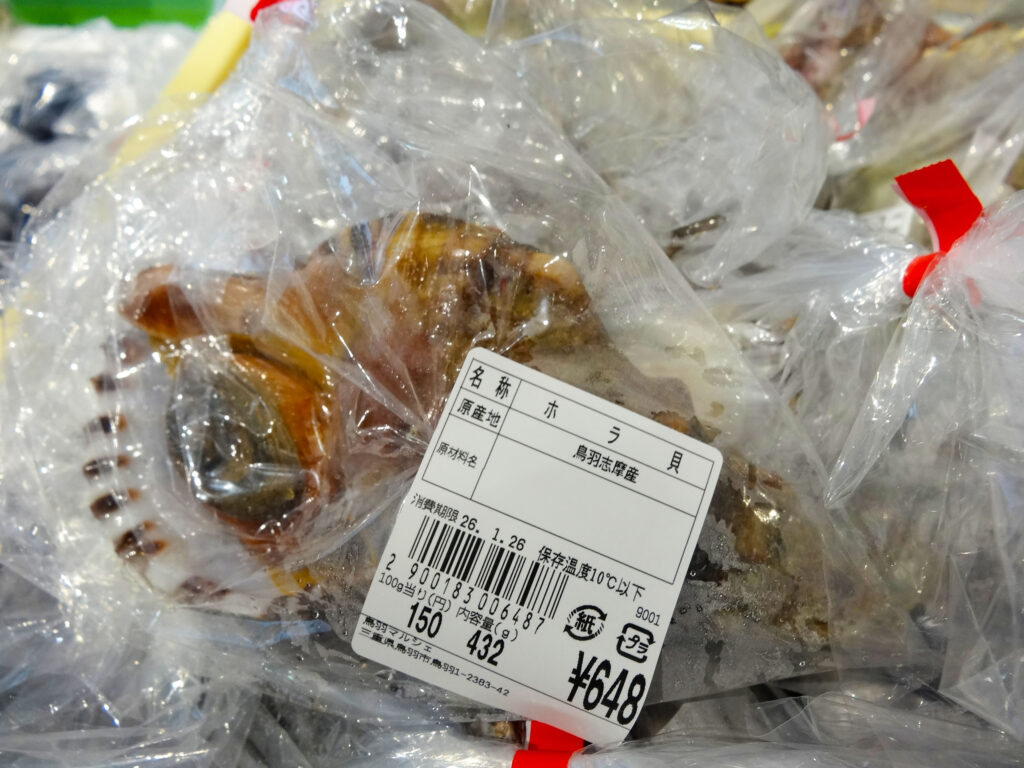 名称 ホラ貝
原産地 鳥羽志摩産
原材料名
消費期限 26. 1.26 保存温度10℃以下
2 900183006487
9001
100g当り(円) 内容量(g)
150 432
紙
プラ
¥648
鳥羽マルシェ
三重県鳥羽市鳥羽1-2383-42